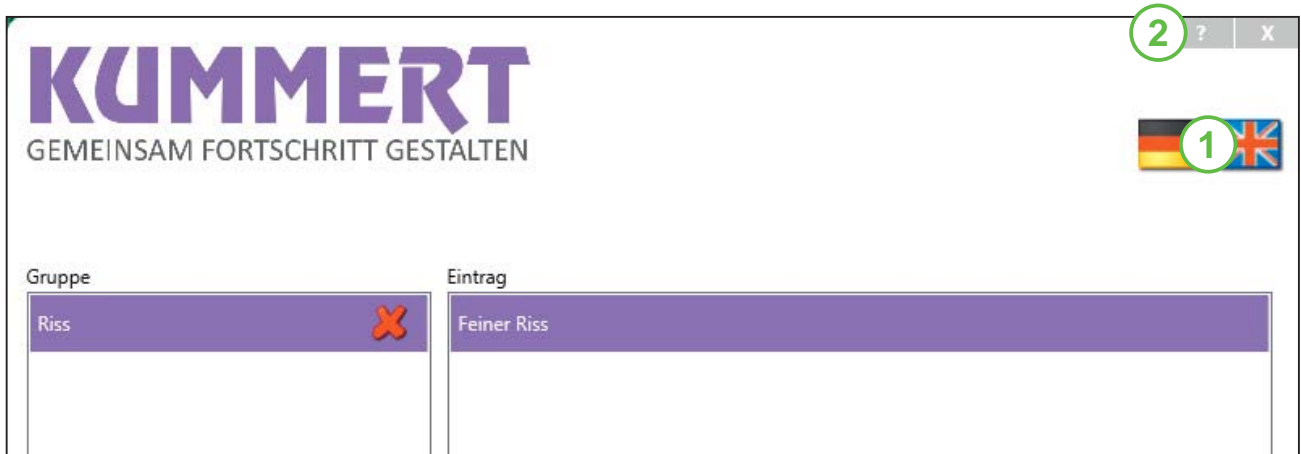 2 ? X
KUMMERT
GEMEINSAM FORTSCHRITT GESTALTEN
1
Gruppe
Eintrag
Riss
Feiner Riss